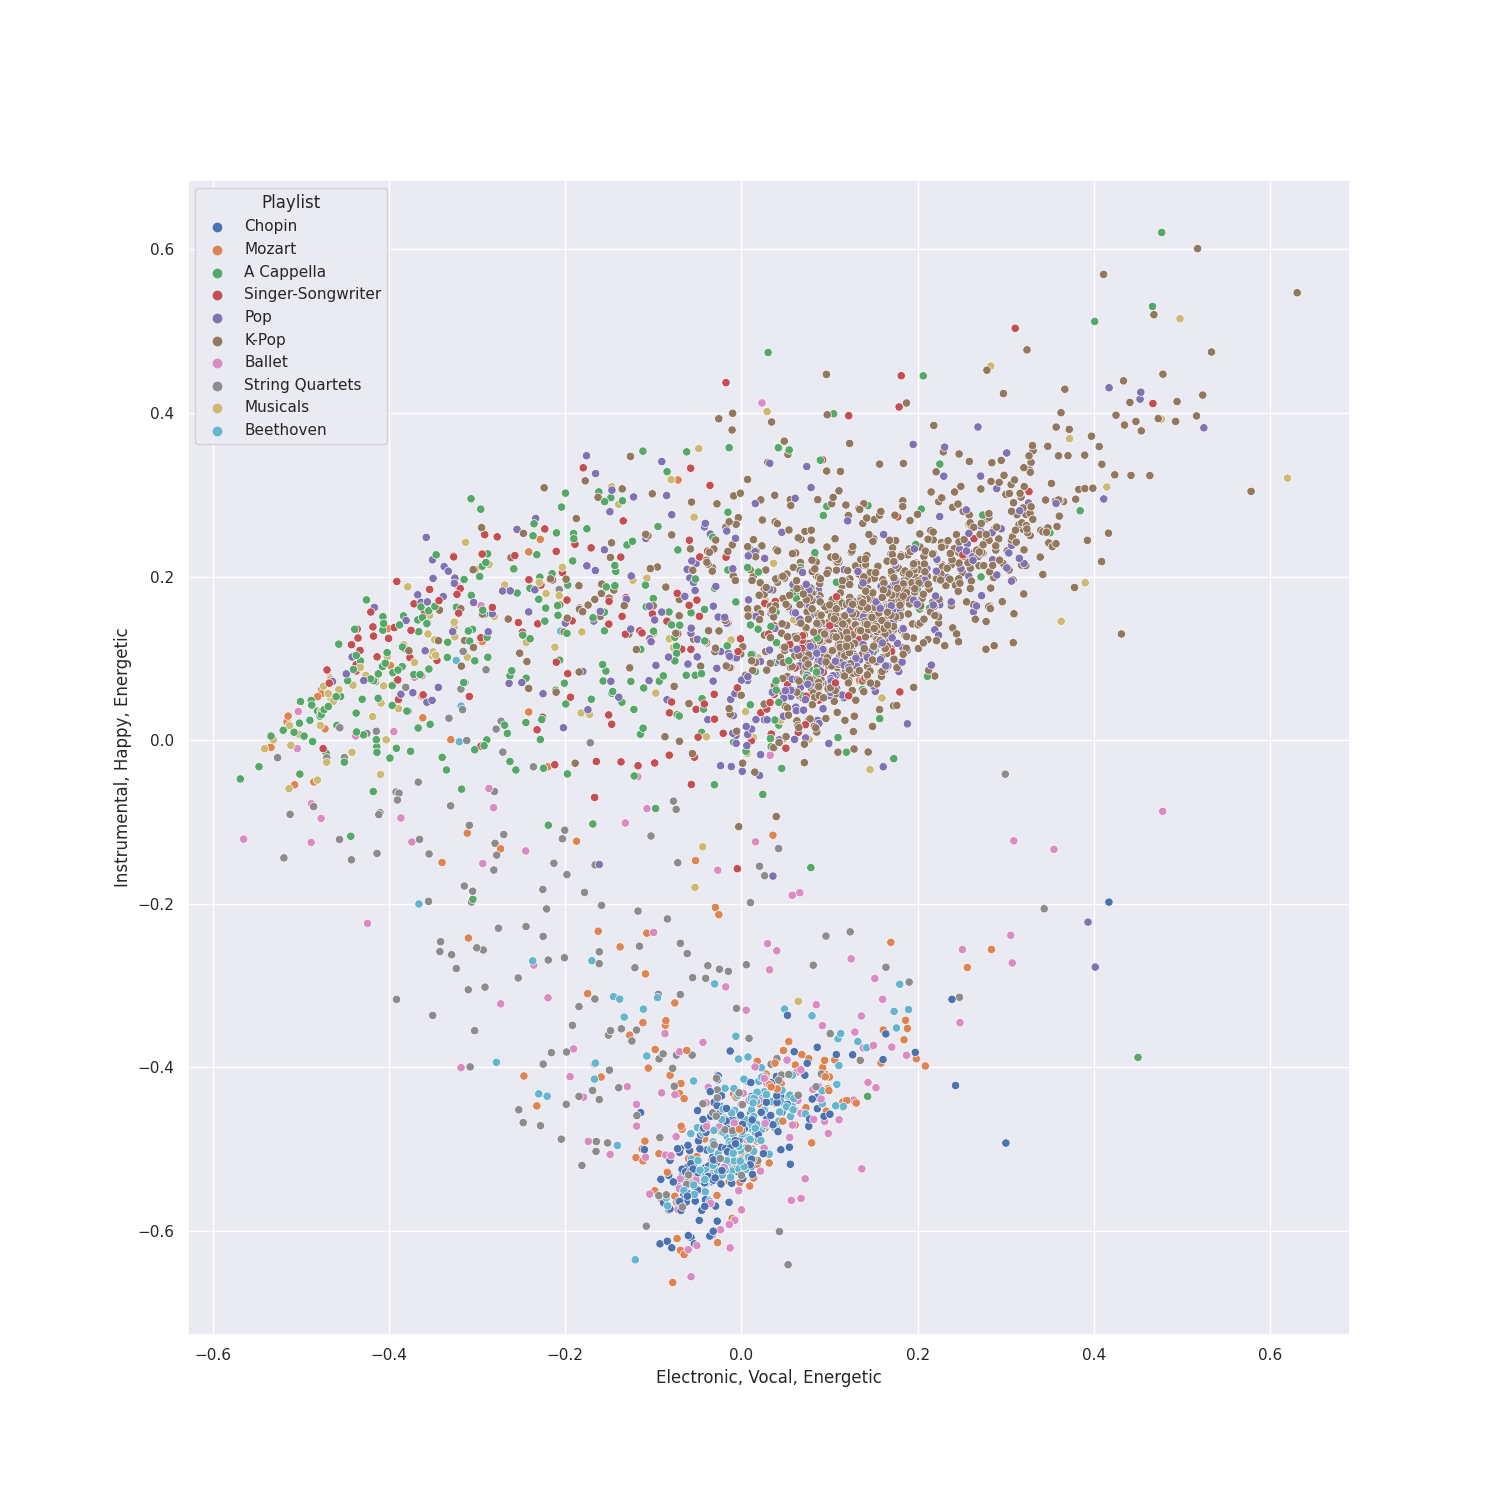 Playlist
Chopin
Mozart
A Cappella
Singer-Songwriter
Pop
K-Pop
Ballet
String Quartets
Musicals
Beethoven
0.6
0.4
0.2
0.0
−0.2
−0.4
−0.6
Instrumental, Happy, Energetic
−0.6 −0.4 −0.2 0.0 0.2 0.4 0.6
Electronic, Vocal, Energetic